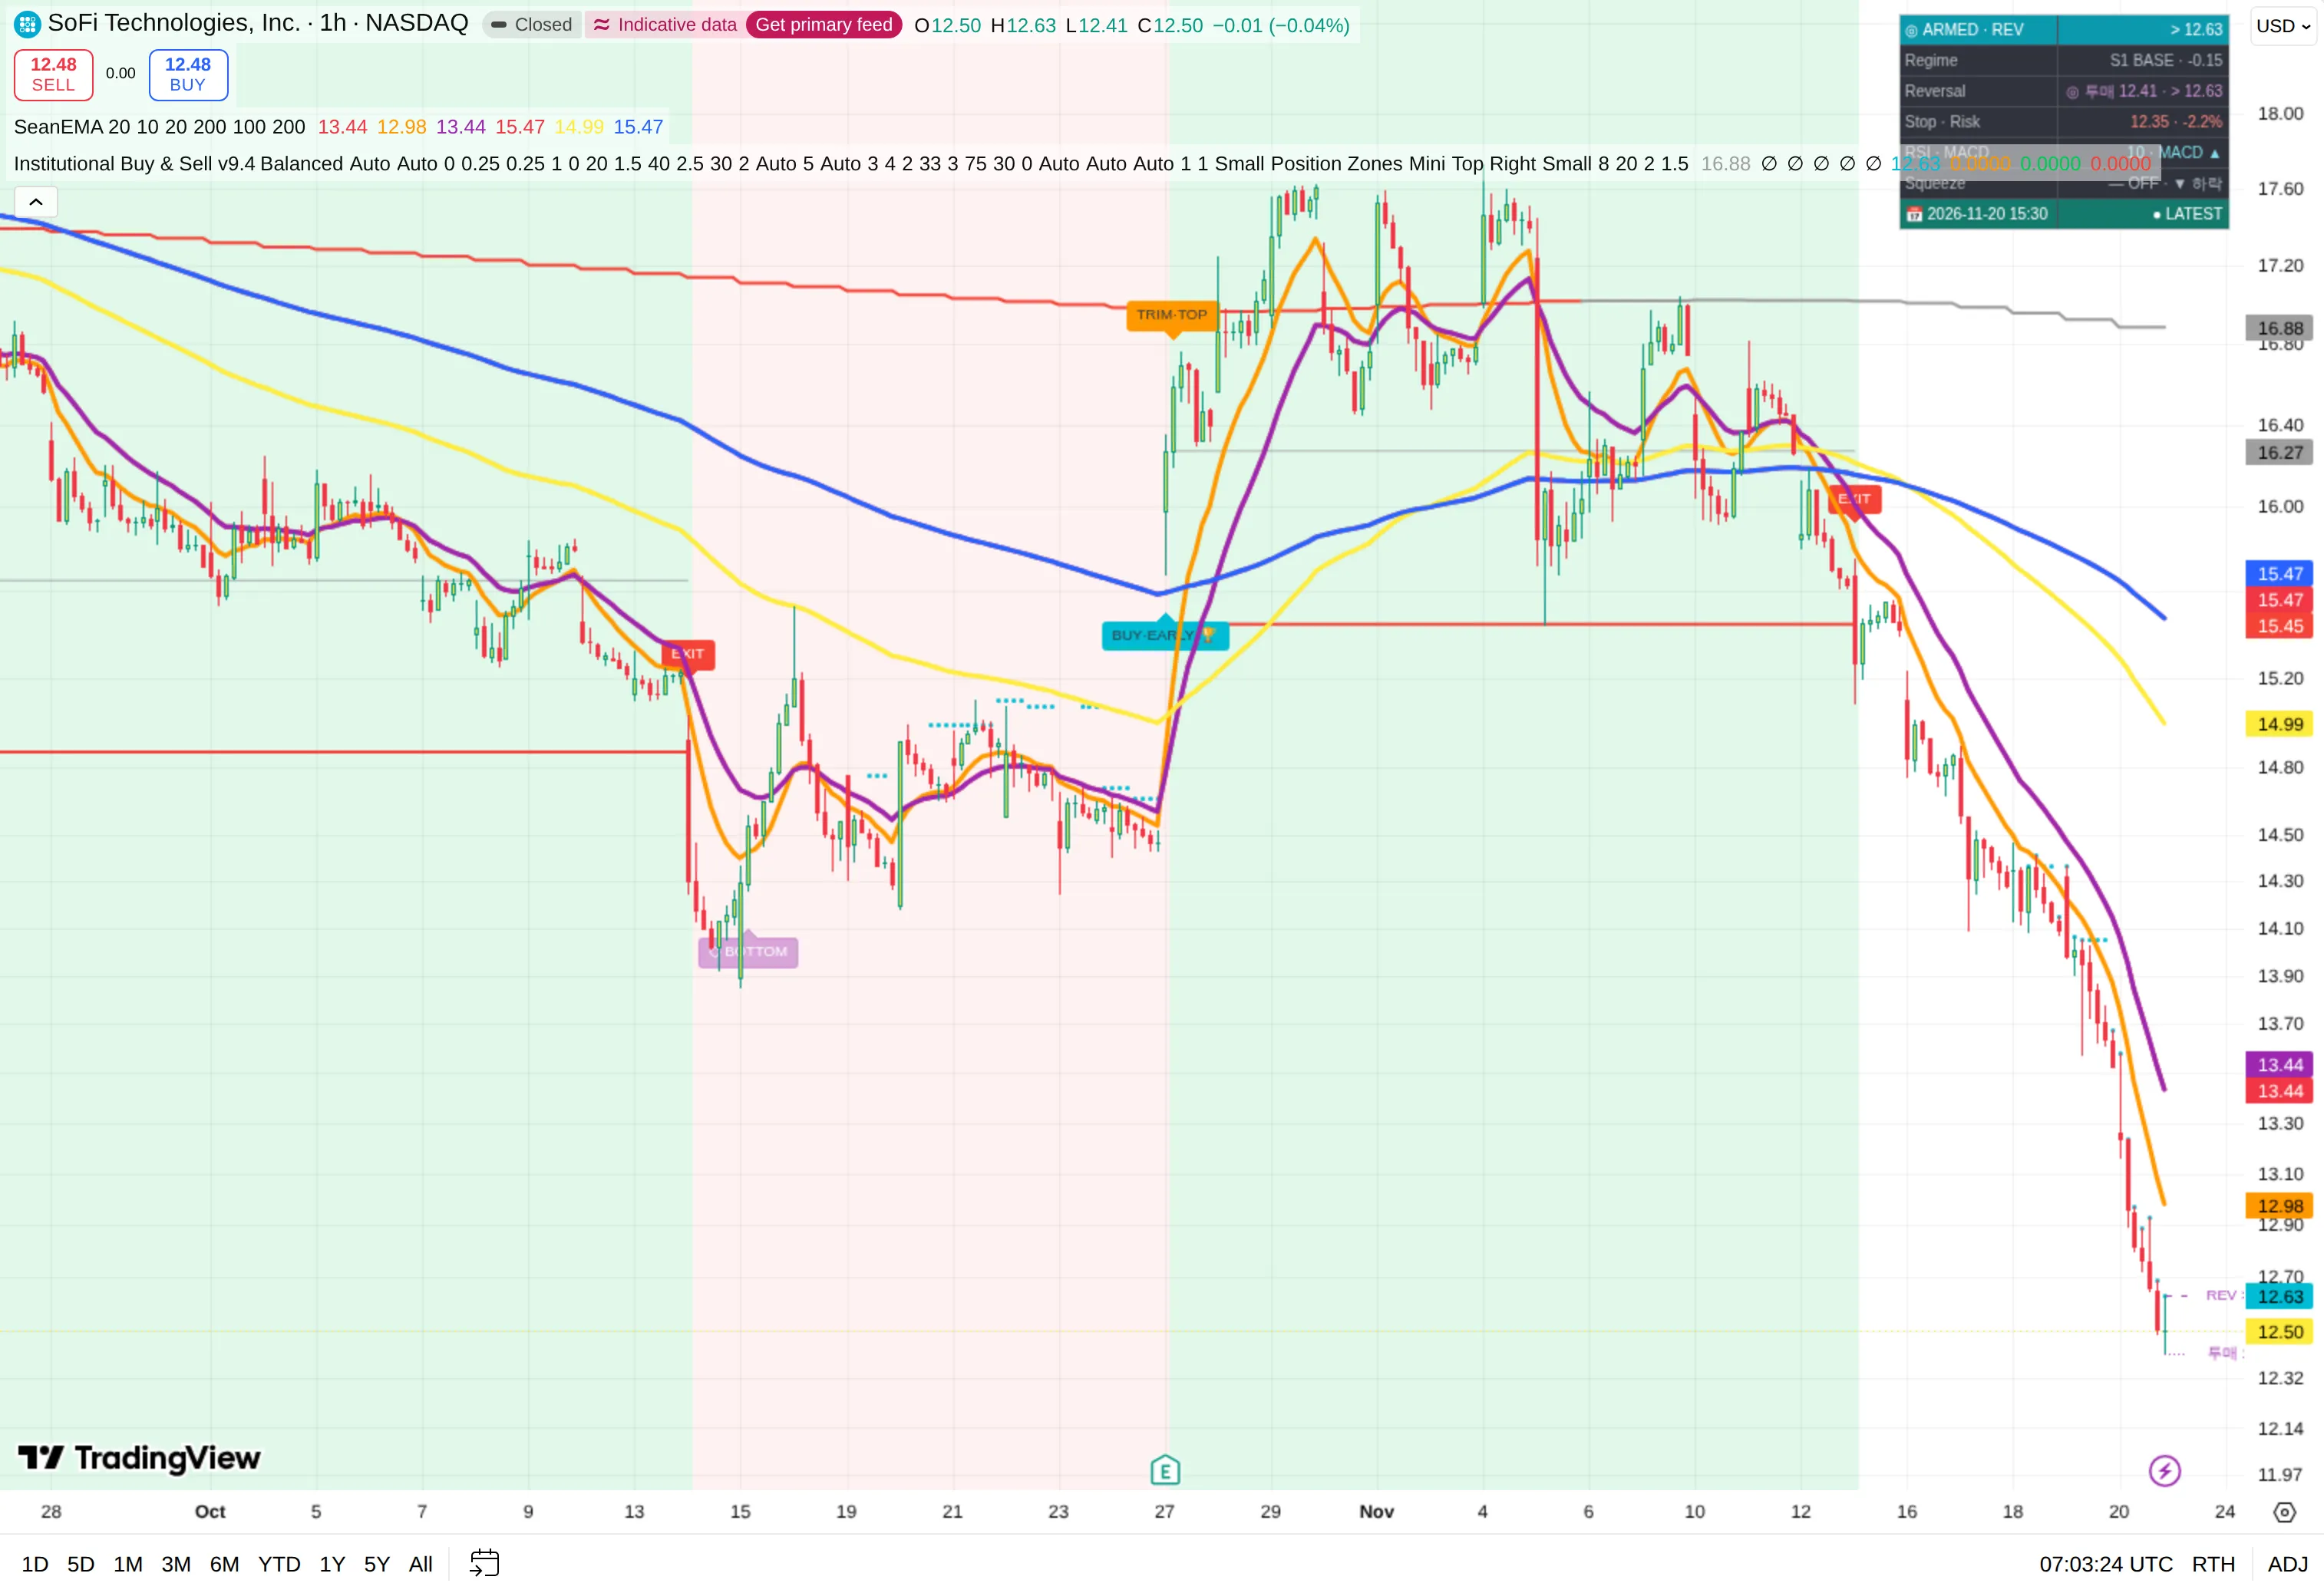 SoFi Technologies, Inc. · 1h · NASDAQ Closed Indicative data Get primary feed O12.50 H12.63 L12.41 C12.50 −0.01 (−0.04%)
12.48 SELL 0.00 12.48 BUY
SeanEMA 20 10 20 200 100 200 13.44 12.98 13.44 15.47 14.99 15.47
Institutional Buy & Sell v9.4 Balanced Auto Auto 0 0.25 0.25 1 0 20 1.5 40 2.5 30 2 Auto 5 Auto 3 4 2 33 3 75 30 0 Auto Auto Auto 1 1 Small Position Zones Mini Top Right Small 8 20 2 1.5 16.88 ∅ ∅ ∅ ∅ ∅ 12.63 0.0000 0.0000 0.0000
◎ ARMED · REV > 12.63
Regime S1 BASE · -0.15
Reversal ◎ 투매 12.41 · > 12.63
Stop · Risk 12.35 · -2.2%
RSI · MACD 10 · MACD ▲
Squeeze — OFF · ▼ 하락
2026-11-20 15:30 ● LATEST
USD
18.00
17.60
17.20
16.88
16.80
16.40
16.27
16.00
15.47
15.47
15.45
15.20
14.99
14.80
14.50
14.30
14.10
13.90
13.70
13.44
13.44
13.30
13.10
12.98
12.90
12.70
12.63
12.50
12.32
12.14
11.97
TRIM·TOP
BUY·EARLY
EXIT
EXIT
BOTTOM
REV
투매
E
TradingView
28 Oct 5 7 9 13 15 19 21 23 27 29 Nov 4 6 10 12 16 18 20 24
1D 5D 1M 3M 6M YTD 1Y 5Y All 07:03:24 UTC RTH ADJ